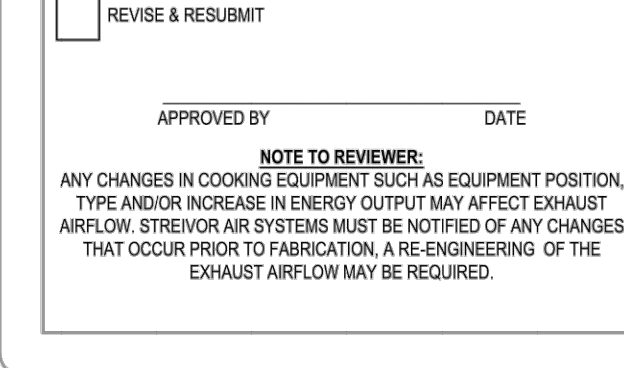 REVISE & RESUBMIT
APPROVED BY DATE
NOTE TO REVIEWER:
ANY CHANGES IN COOKING EQUIPMENT SUCH AS EQUIPMENT POSITION,
TYPE AND/OR INCREASE IN ENERGY OUTPUT MAY AFFECT EXHAUST
AIRFLOW. STREIVOR AIR SYSTEMS MUST BE NOTIFIED OF ANY CHANGES
THAT OCCUR PRIOR TO FABRICATION, A RE-ENGINEERING OF THE
EXHAUST AIRFLOW MAY BE REQUIRED.